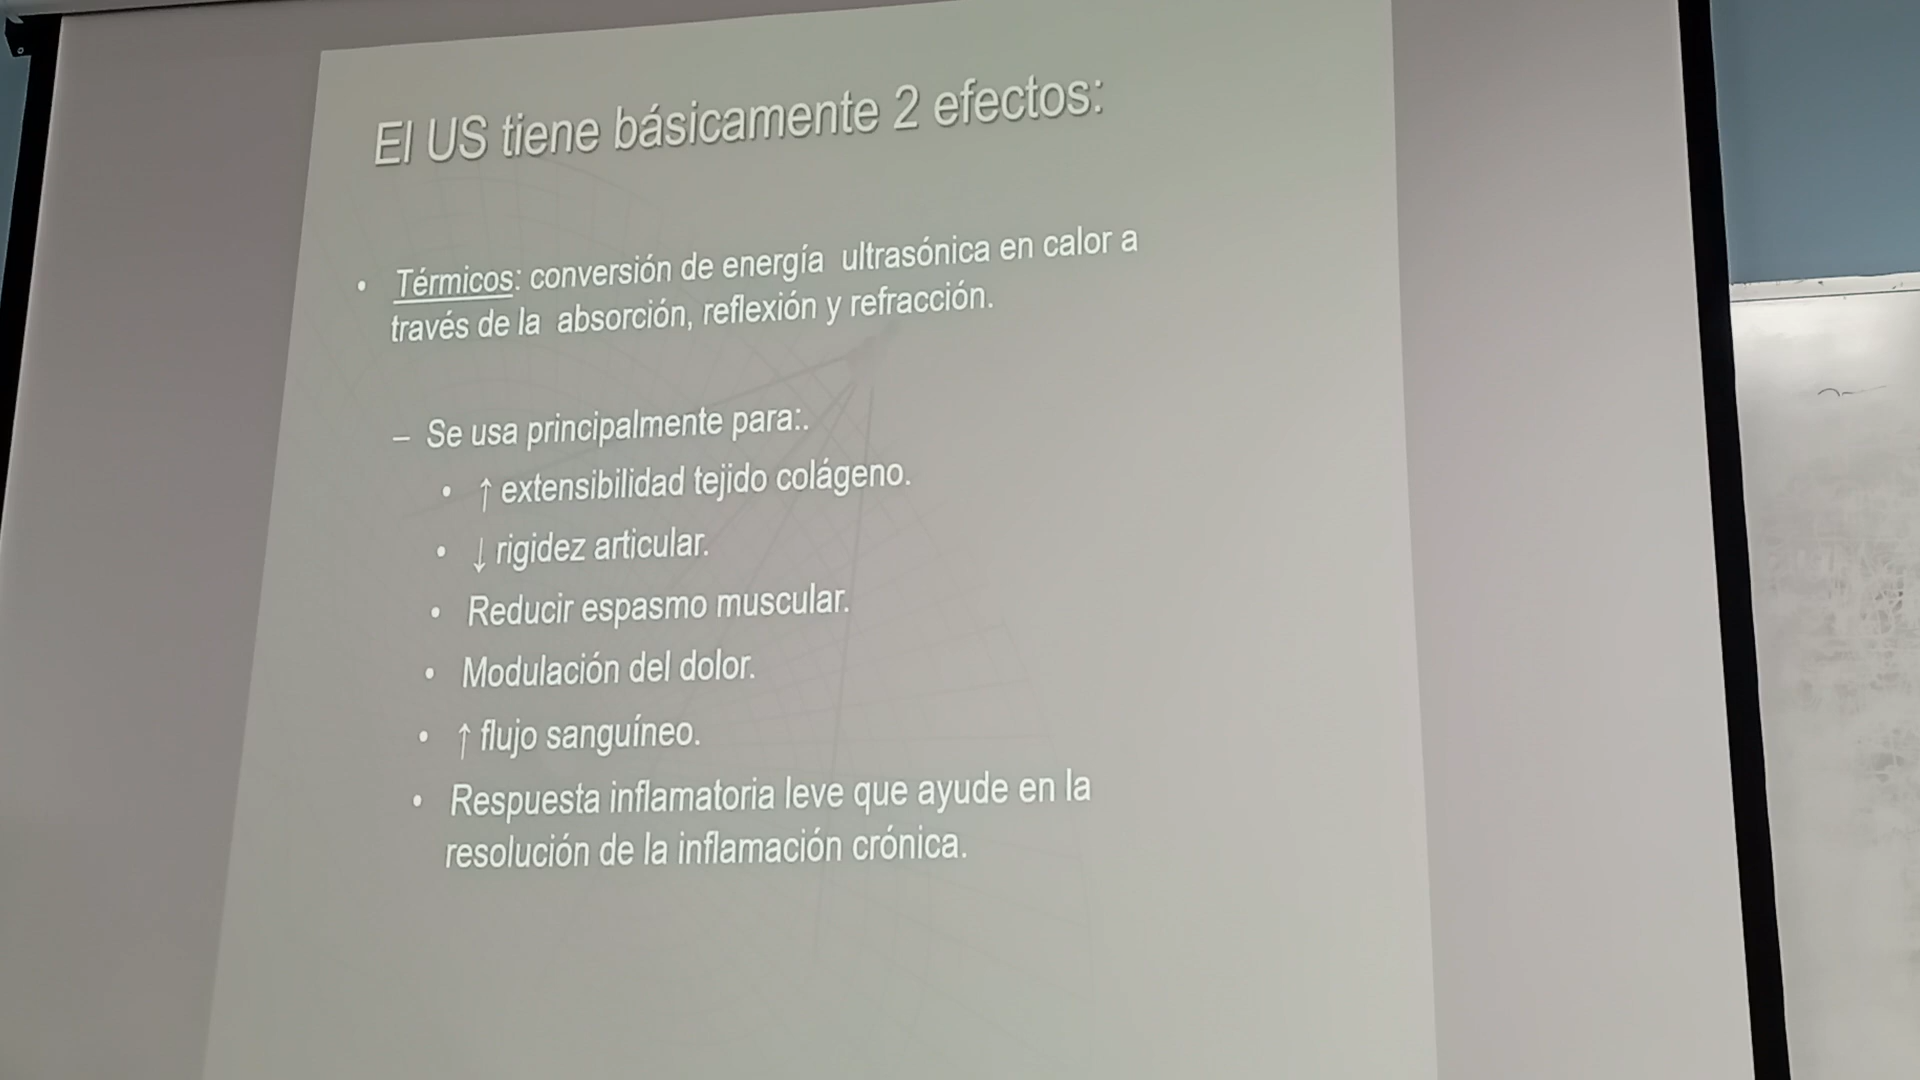 El US tiene básicamente 2 efectos:
• Térmicos: conversión de energía ultrasónica en calor a
través de la absorción, reflexión y refracción.
– Se usa principalmente para:.
• ↑ extensibilidad tejido colágeno.
• ↓ rigidez articular.
• Reducir espasmo muscular.
• Modulación del dolor.
• ↑ flujo sanguíneo.
• Respuesta inflamatoria leve que ayude en la
resolución de la inflamación crónica.